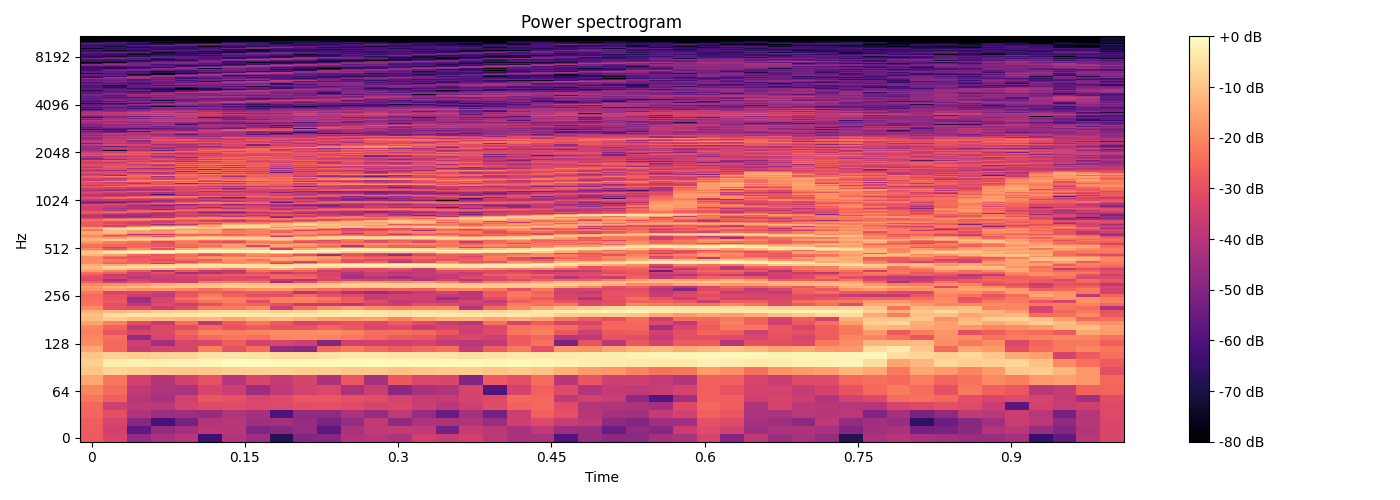 Power spectrogram
Hz
8192
4096
2048
1024
512
256
128
64
0
0 0.15 0.3 0.45 0.6 0.75 0.9
Time
+0 dB
-10 dB
-20 dB
-30 dB
-40 dB
-50 dB
-60 dB
-70 dB
-80 dB